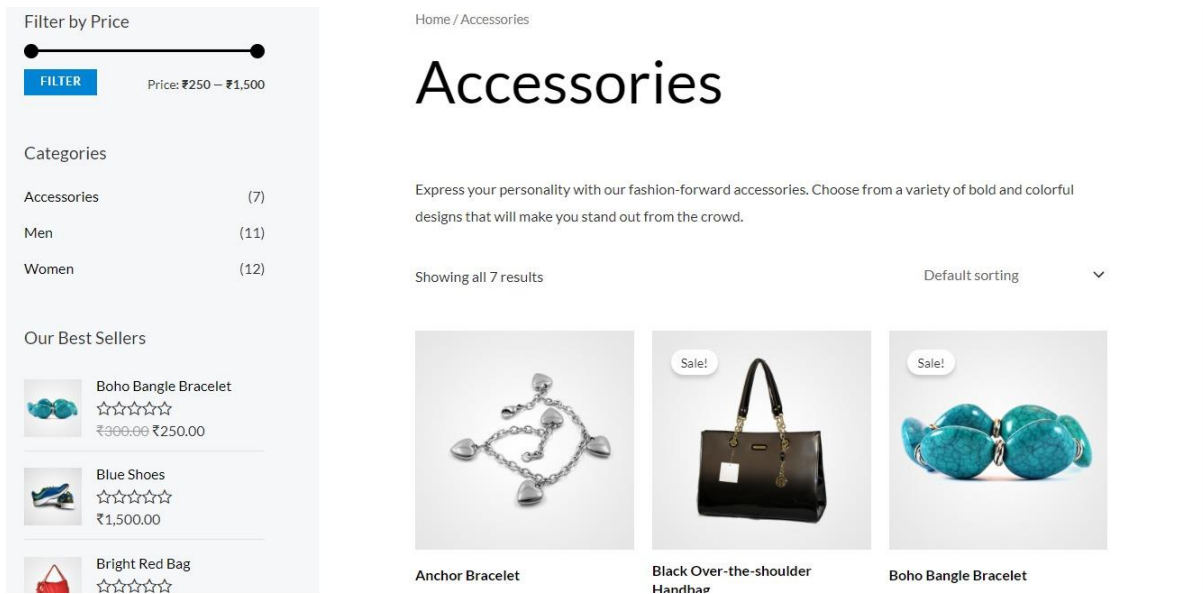 Filter by Price
FILTER
Price: ₹250 — ₹1,500
Categories
Accessories (7)
Men (11)
Women (12)
Our Best Sellers
Boho Bangle Bracelet
₹300.00 ₹250.00
Blue Shoes
₹1,500.00
Bright Red Bag
Home / Accessories
Accessories
Express your personality with our fashion-forward accessories. Choose from a variety of bold and colorful
designs that will make you stand out from the crowd.
Showing all 7 results
Default sorting
Sale!
Sale!
Anchor Bracelet
Black Over-the-shoulder
Handbag
Boho Bangle Bracelet